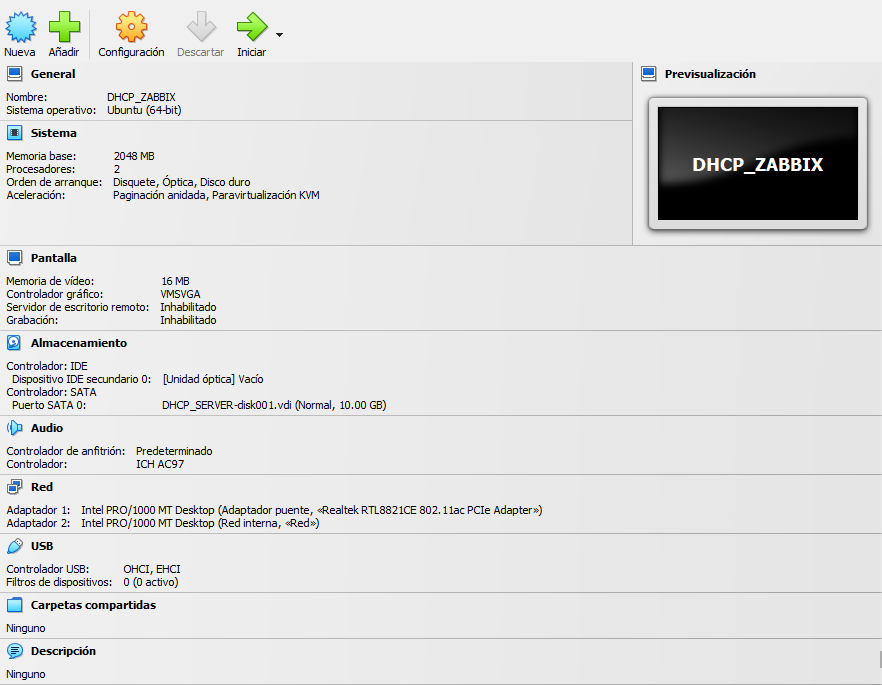 Nueva Añadir Configuración Descartar Iniciar
General
Nombre: DHCP_ZABBIX
Sistema operativo: Ubuntu (64-bit)
Sistema
Memoria base: 2048 MB
Procesadores: 2
Orden de arranque: Disquete, Óptica, Disco duro
Aceleración: Paginación anidada, Paravirtualización KVM
Previsualización
DHCP_ZABBIX
Pantalla
Memoria de vídeo: 16 MB
Controlador gráfico: VMSVGA
Servidor de escritorio remoto: Inhabilitado
Grabación: Inhabilitado
Almacenamiento
Controlador: IDE
Dispositivo IDE secundario 0: [Unidad óptica] Vacío
Controlador: SATA
Puerto SATA 0: DHCP_SERVER-disk001.vdi (Normal, 10.00 GB)
Audio
Controlador de anfitrión: Predeterminado
Controlador: ICH AC97
Red
Adaptador 1: Intel PRO/1000 MT Desktop (Adaptador puente, «Realtek RTL8821CE 802.11ac PCIe Adapter»)
Adaptador 2: Intel PRO/1000 MT Desktop (Red interna, «Red»)
USB
Controlador USB: OHCI, EHCI
Filtros de dispositivos: 0 (0 activo)
Carpetas compartidas
Ninguno
Descripción
Ninguno